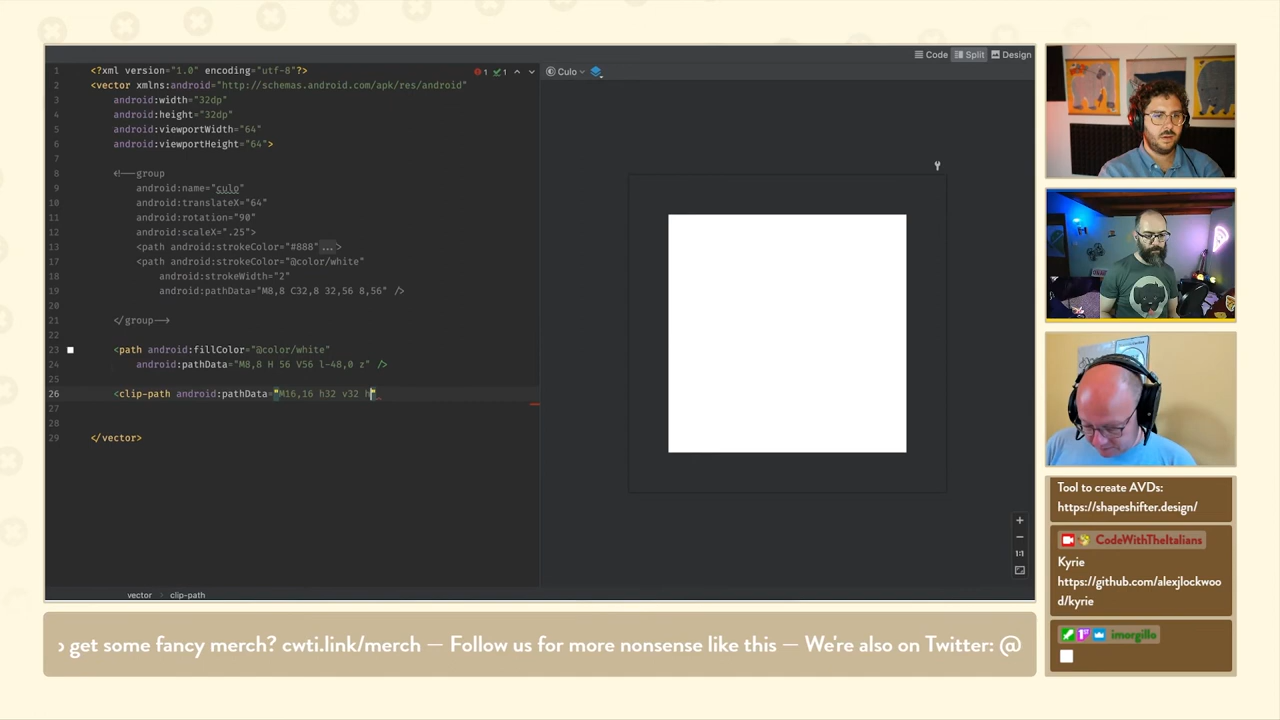 Code Split Design
1 <?xml version="1.0" encoding="utf-8"?>
2 <vector xmlns:android="http://schemas.android.com/apk/res/android"
3 android:width="32dp"
4 android:height="32dp"
5 android:viewportWidth="64"
6 android:viewportHeight="64">
7
8 <!--group
9 android:name="culo"
10 android:translateX="64"
11 android:rotation="90"
12 android:scaleX=".25">
13 <path android:strokeColor="#888"...>
17 <path android:strokeColor="@color/white"
18 android:strokeWidth="2"
19 android:pathData="M8,8 C32,8 32,56 8,56" />
20
21 </group-->
22
23 <path android:fillColor="@color/white"
24 android:pathData="M8,8 H 56 V56 l-48,0 z" />
25
26 <clip-path android:pathData="M16,16 h32 v32 h"
27
28
29 </vector>
1 1
Culo
1:1
vector > clip-path
Tool to create AVDs:
https://shapeshifter.design/
CodeWithTheItalians
Kyrie
https://github.com/alexjlockwoo
d/kyrie
imorgillo
o get some fancy merch? cwti.link/merch — Follow us for more nonsense like this — We're also on Twitter: @